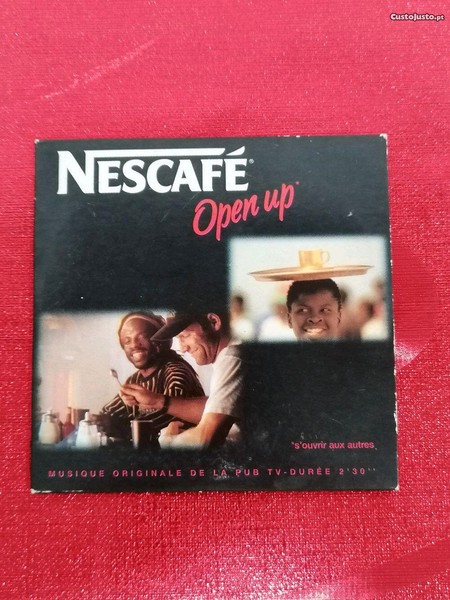 CustoJusto.pt
NESCAFÉ®
Open up*
*s'ouvrir aux autres
MUSIQUE ORIGINALE DE LA PUB TV-DURÉE 2'30''